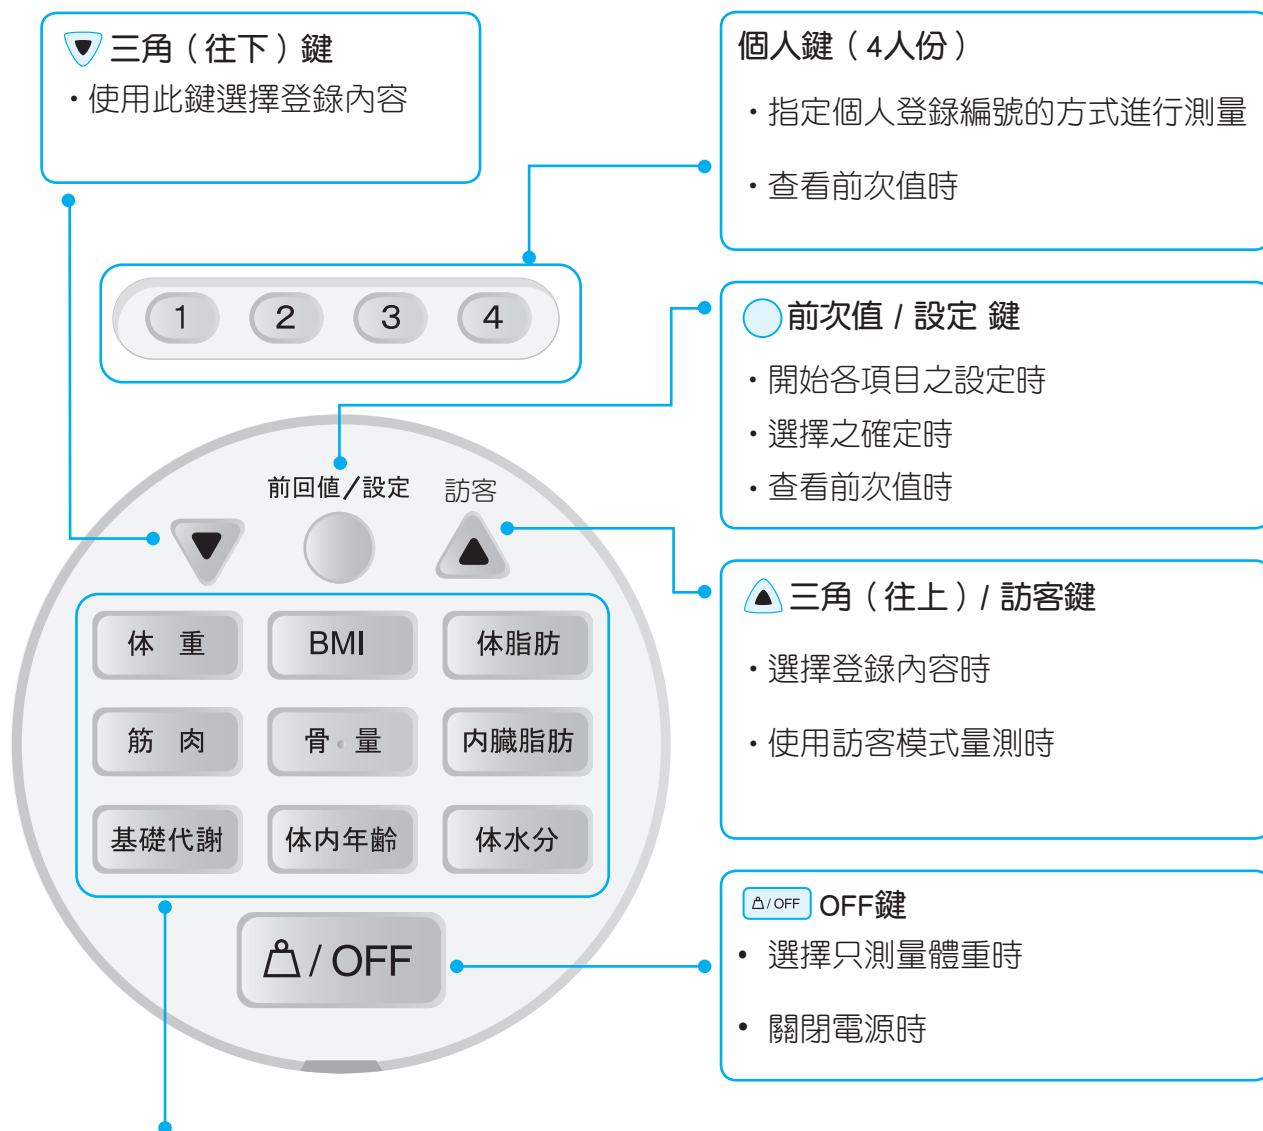 三角（往下）鍵
・使用此鍵選擇登錄內容
個人鍵（4人份）
・指定個人登錄編號的方式進行測量
・查看前次值時
1 2 3 4
前次值 / 設定 鍵
・開始各項目之設定時
・選擇之確定時
・查看前次值時
前回値／設定 訪客
三角（往上）/ 訪客鍵
・選擇登錄內容時
・使用訪客模式量測時
体 重 BMI 体脂肪
筋 肉 骨 量 内臓脂肪
基礎代謝 体内年齢 体水分
/ OFF
/ OFF OFF鍵
• 選擇只測量體重時
• 關閉電源時